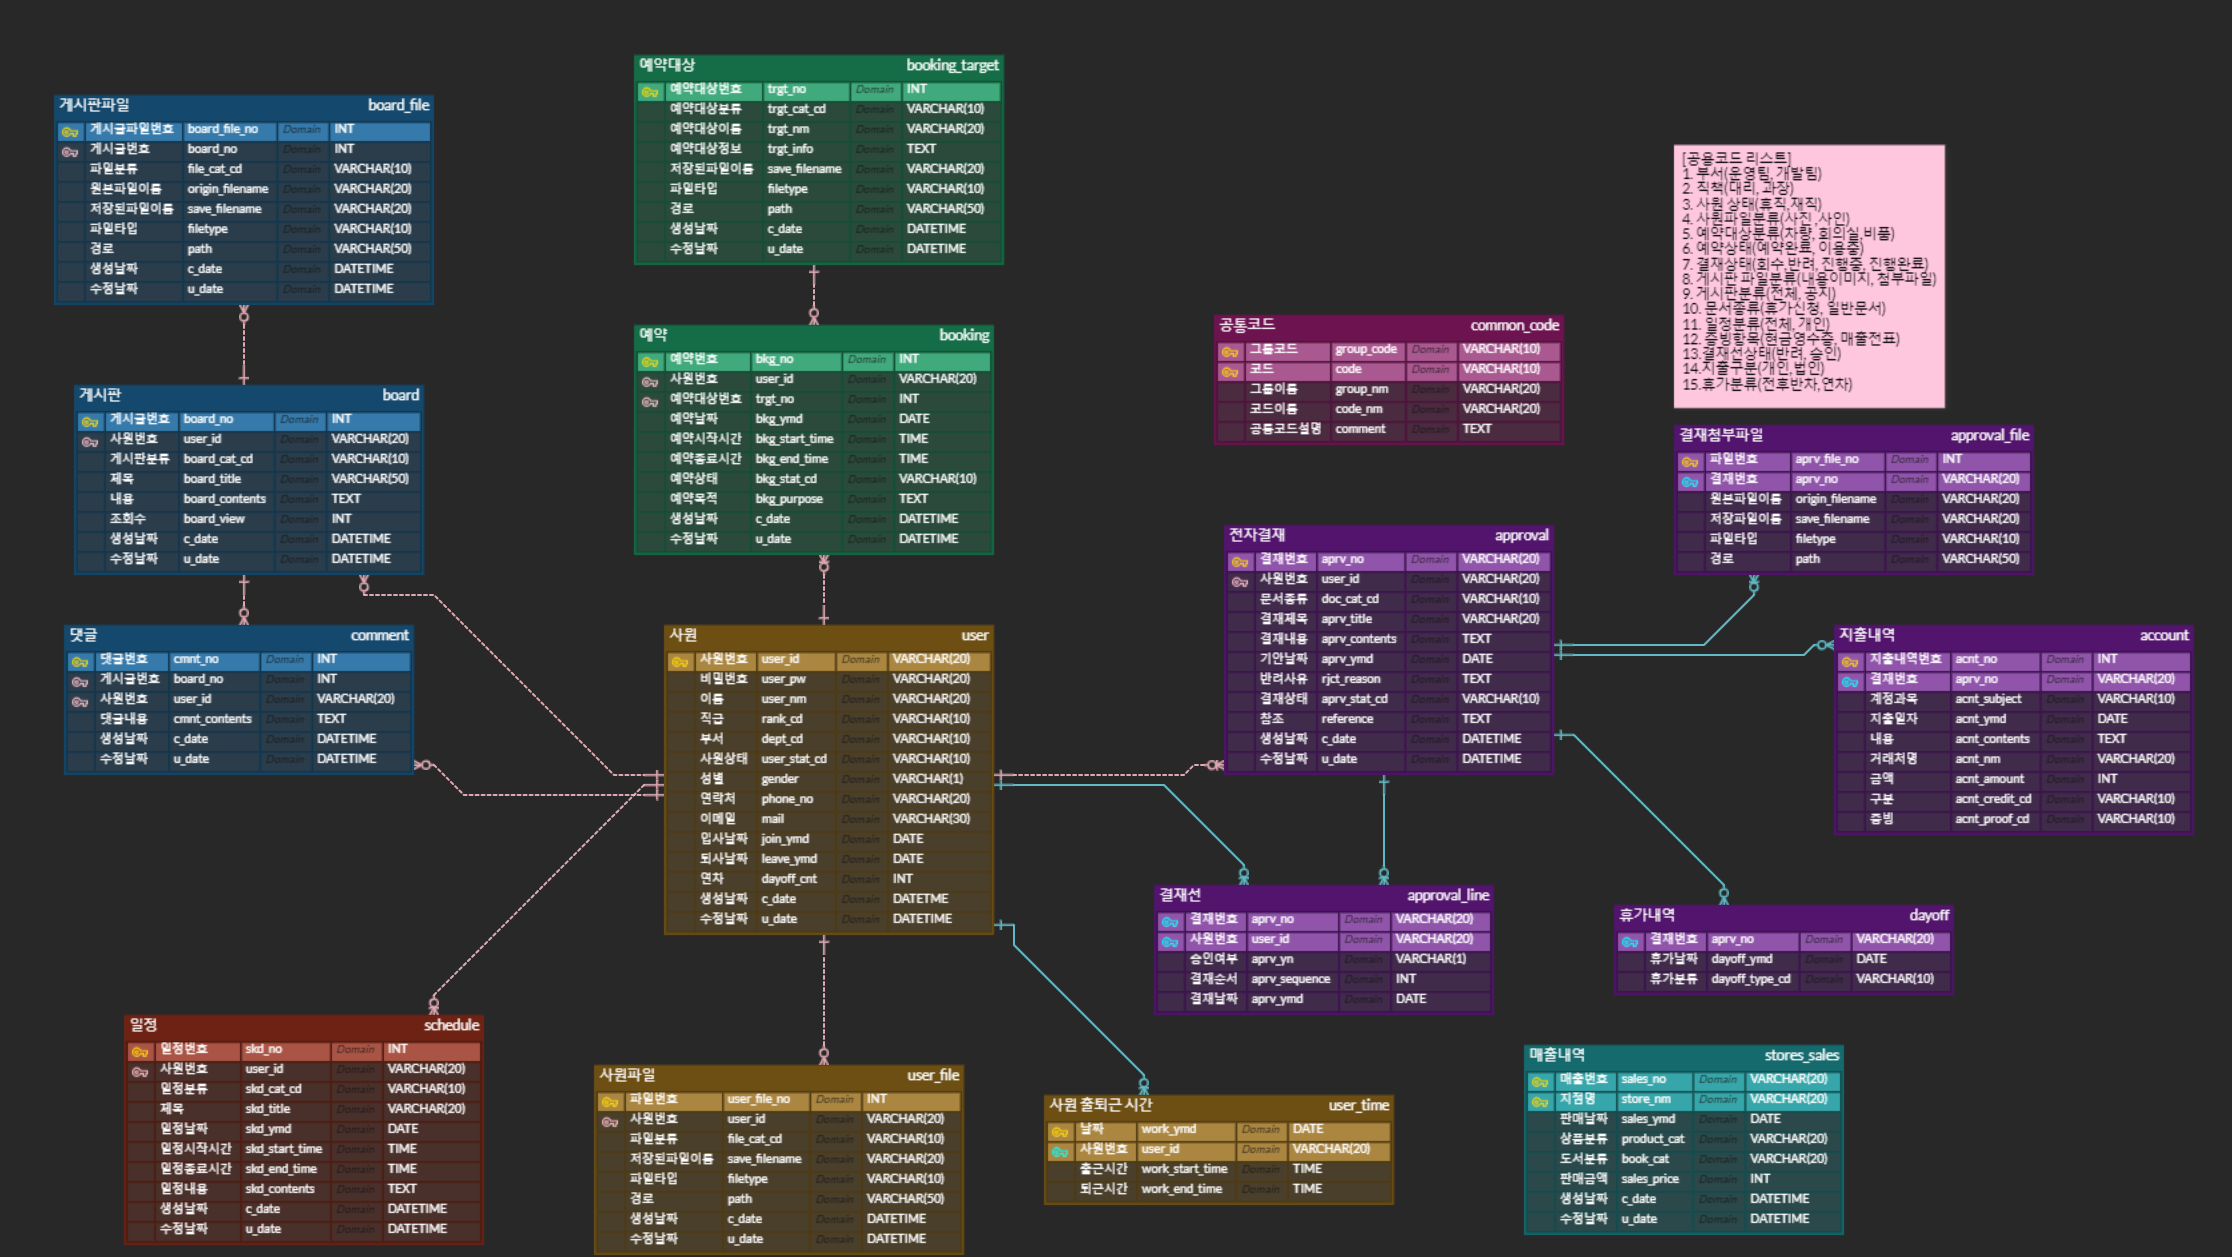 게시판파일 board_file
게시글파일번호 board_file_no Domain INT
게시글번호 board_no Domain INT
파일분류 file_cat_cd Domain VARCHAR(10)
원본파일이름 origin_filename Domain VARCHAR(20)
저장된파일이름 save_filename Domain VARCHAR(20)
파일타입 filetype Domain VARCHAR(10)
경로 path Domain VARCHAR(50)
생성날짜 c_date Domain DATETIME
수정날짜 u_date Domain DATETIME
게시판 board
게시글번호 board_no Domain INT
사원번호 user_id Domain VARCHAR(20)
게시판분류 board_cat_cd Domain VARCHAR(10)
제목 board_title Domain VARCHAR(50)
내용 board_contents Domain TEXT
조회수 board_view Domain INT
생성날짜 c_date Domain DATETIME
수정날짜 u_date Domain DATETIME
댓글 comment
댓글번호 cmnt_no Domain INT
게시글번호 board_no Domain INT
사원번호 user_id Domain VARCHAR(20)
댓글내용 cmnt_contents Domain TEXT
생성날짜 c_date Domain DATETIME
수정날짜 u_date Domain DATETIME
일정 schedule
일정번호 skd_no Domain INT
사원번호 user_id Domain VARCHAR(20)
일정분류 skd_cat_cd Domain VARCHAR(10)
제목 skd_title Domain VARCHAR(20)
일정날짜 skd_ymd Domain DATE
일정시작시간 skd_start_time Domain TIME
일정종료시간 skd_end_time Domain TIME
일정내용 skd_contents Domain TEXT
생성날짜 c_date Domain DATETIME
수정날짜 u_date Domain DATETIME
예약대상 booking_target
예약대상번호 trgt_no Domain INT
예약대상분류 trgt_cat_cd Domain VARCHAR(10)
예약대상이름 trgt_nm Domain VARCHAR(20)
예약대상정보 trgt_info Domain TEXT
저장된파일이름 save_filename Domain VARCHAR(20)
파일타입 filetype Domain VARCHAR(10)
경로 path Domain VARCHAR(50)
생성날짜 c_date Domain DATETIME
수정날짜 u_date Domain DATETIME
예약 booking
예약번호 bkg_no Domain INT
사원번호 user_id Domain VARCHAR(20)
예약대상번호 trgt_no Domain INT
예약날짜 bkg_ymd Domain DATE
예약시작시간 bkg_start_time Domain TIME
예약종료시간 bkg_end_time Domain TIME
예약상태 bkg_stat_cd Domain VARCHAR(10)
예약목적 bkg_purpose Domain TEXT
생성날짜 c_date Domain DATETIME
수정날짜 u_date Domain DATETIME
사원 user
사원번호 user_id Domain VARCHAR(20)
비밀번호 user_pw Domain VARCHAR(20)
이름 user_nm Domain VARCHAR(20)
직급 rank_cd Domain VARCHAR(10)
부서 dept_cd Domain VARCHAR(10)
사원상태 user_stat_cd Domain VARCHAR(10)
성별 gender Domain VARCHAR(1)
연락처 phone_no Domain VARCHAR(20)
이메일 mail Domain VARCHAR(30)
입사날짜 join_ymd Domain DATE
퇴사날짜 leave_ymd Domain DATE
연차 dayoff_cnt Domain INT
생성날짜 c_date Domain DATETME
수정날짜 u_date Domain DATETIME
사원파일 user_file
파일번호 user_file_no Domain INT
사원번호 user_id Domain VARCHAR(20)
파일분류 file_cat_cd Domain VARCHAR(10)
저장된파일이름 save_filename Domain VARCHAR(20)
파일타입 filetype Domain VARCHAR(10)
경로 path Domain VARCHAR(50)
생성날짜 c_date Domain DATETIME
수정날짜 u_date Domain DATETIME
공통코드 common_code
그룹코드 group_code Domain VARCHAR(10)
코드 code Domain VARCHAR(10)
그룹이름 group_nm Domain VARCHAR(20)
코드이름 code_nm Domain VARCHAR(20)
공통코드설명 comment Domain TEXT
전자결재 approval
결재번호 aprv_no Domain VARCHAR(20)
사원번호 user_id Domain VARCHAR(20)
문서종류 doc_cat_cd Domain VARCHAR(10)
결재제목 aprv_title Domain VARCHAR(20)
결재내용 aprv_contents Domain TEXT
기안날짜 aprv_ymd Domain DATE
반려사유 rjct_reason Domain TEXT
결재상태 aprv_stat_cd Domain VARCHAR(10)
참조 reference Domain TEXT
생성날짜 c_date Domain DATETIME
수정날짜 u_date Domain DATETIME
결재선 approval_line
결재번호 aprv_no Domain VARCHAR(20)
사원번호 user_id Domain VARCHAR(20)
승인여부 aprv_yn Domain VARCHAR(1)
결재순서 aprv_sequence Domain INT
결재날짜 aprv_ymd Domain DATE
사원 출퇴근 시간 user_time
날짜 work_ymd Domain DATE
사원번호 user_id Domain VARCHAR(20)
출근시간 work_start_time Domain TIME
퇴근시간 work_end_time Domain TIME
[공용코드 리스트]
1. 부서(운영팀, 개발팀)
2. 직책(대리, 과장)
3. 사원 상태(휴직,재직)
4. 사원파일분류(사진 ,사인)
5. 예약대상분류(차량, 회의실,비품)
6. 예약상태(예약완료, 이용중)
7. 결재상태(회수,반려, 진행중, 진행완료)
8. 게시판 파일분류(내용이미지, 첨부파일)
9. 게시판분류(전체, 공지)
10. 문서종류(휴가신청, 일반문서)
11. 일정분류(전체, 개인)
12. 증빙항목(현금영수증, 매출전표)
13.결재선상태(반려, 승인)
14.지출구분(개인,법인)
15.휴가분류(전후반차,연차)
결재첨부파일 approval_file
파일번호 aprv_file_no Domain INT
결재번호 aprv_no Domain VARCHAR(20)
원본파일이름 origin_filename Domain VARCHAR(20)
저장파일이름 save_filename Domain VARCHAR(20)
파일타입 filetype Domain VARCHAR(10)
경로 path Domain VARCHAR(50)
지출내역 account
지출내역번호 acnt_no Domain INT
결재번호 aprv_no Domain VARCHAR(20)
계정과목 acnt_subject Domain VARCHAR(10)
지출일자 acnt_ymd Domain DATE
내용 acnt_contents Domain TEXT
거래처명 acnt_nm Domain VARCHAR(20)
금액 acnt_amount Domain INT
구분 acnt_credit_cd Domain VARCHAR(10)
증빙 acnt_proof_cd Domain VARCHAR(10)
휴가내역 dayoff
결재번호 aprv_no Domain VARCHAR(20)
휴가날짜 dayoff_ymd Domain DATE
휴가분류 dayoff_type_cd Domain VARCHAR(10)
매출내역 stores_sales
매출번호 sales_no Domain VARCHAR(20)
지점명 store_nm Domain VARCHAR(20)
판매날짜 sales_ymd Domain DATE
상품분류 product_cat Domain VARCHAR(20)
도서분류 book_cat Domain VARCHAR(20)
판매금액 sales_price Domain INT
생성날짜 c_date Domain DATETIME
수정날짜 u_date Domain DATETIME